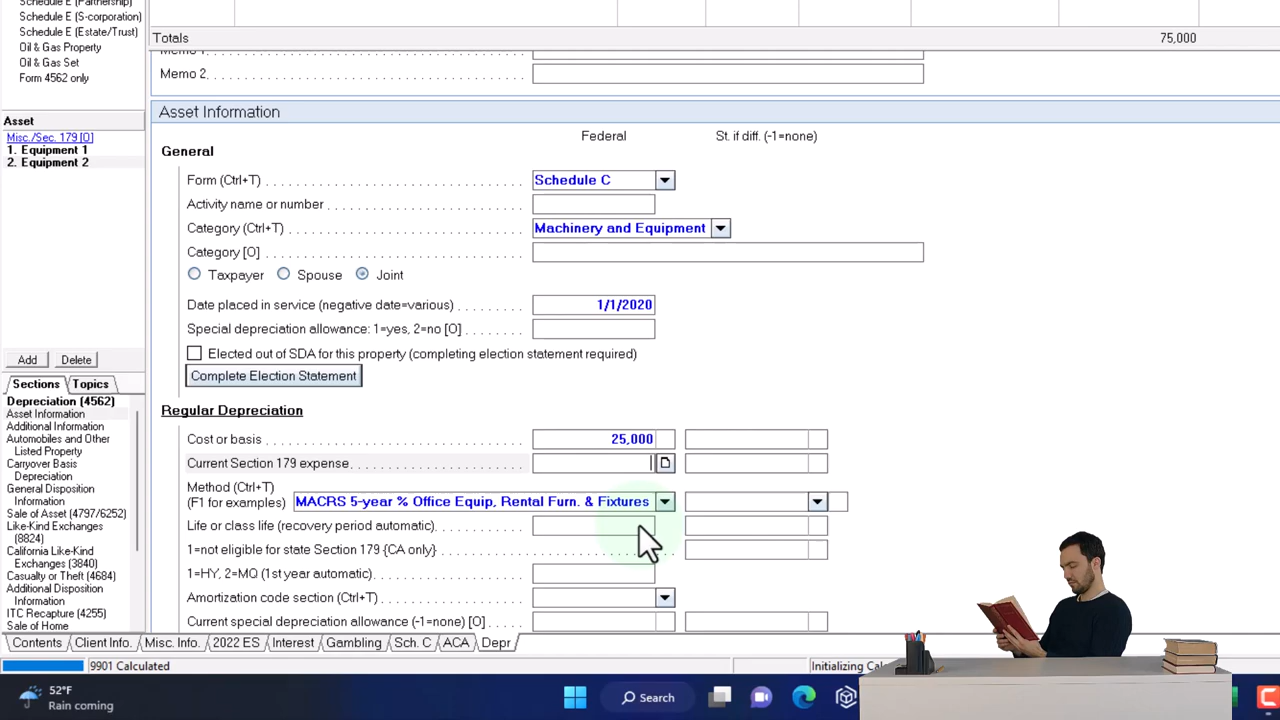 Schedule E (Partnership)
Schedule E (S-corporation)
Schedule E (Estate/Trust)
Oil & Gas Property
Oil & Gas Set
Form 4562 only
Asset
Misc./Sec. 179 [O]
1. Equipment 1
2. Equipment 2
Add Delete
Sections Topics
Depreciation (4562)
Asset Information
Additional Information
Automobiles and Other
Listed Property
Carryover Basis
Depreciation
General Disposition
Information
Sale of Asset (4797/6252)
Like-Kind Exchanges
(8824)
California Like-Kind
Exchanges (3840)
Casualty or Theft (4684)
Additional Disposition
Information
ITC Recapture (4255)
Sale of Home
Totals 75,000
Memo 2
Asset Information
Federal St. if diff. (-1=none)
General
Form (Ctrl+T) Schedule C
Activity name or number
Category (Ctrl+T) Machinery and Equipment
Category [O]
Taxpayer Spouse Joint
Date placed in service (negative date=various) 1/1/2020
Special depreciation allowance: 1=yes, 2=no [O]
Elected out of SDA for this property (completing election statement required)
Complete Election Statement
Regular Depreciation
Cost or basis 25,000
Current Section 179 expense
Method (Ctrl+T)
(F1 for examples) MACRS 5-year % Office Equip, Rental Furn. & Fixtures
Life or class life (recovery period automatic)
1=not eligible for state Section 179 {CA only}
1=HY, 2=MQ (1st year automatic)
Amortization code section (Ctrl+T)
Current special depreciation allowance (-1=none) [O]
Contents Client Info. Misc. Info. 2022 ES Interest Gambling Sch. C ACA Depr
9901 Calculated Initializing
52°F
Rain coming
Search